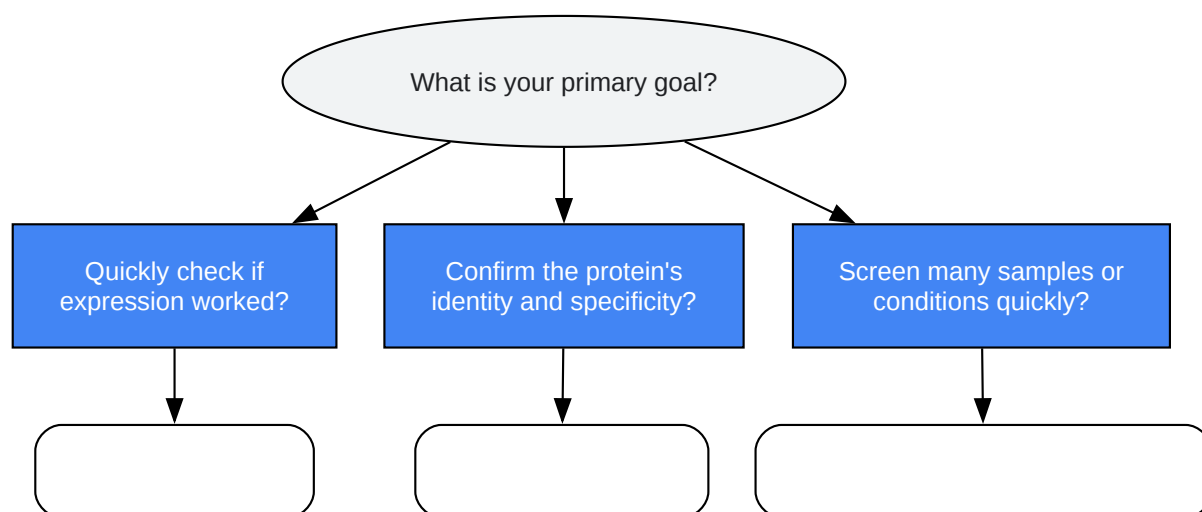 What is your primary goal?
Quickly check if
expression worked?
Confirm the protein's
identity and specificity?
Screen many samples or
conditions quickly?